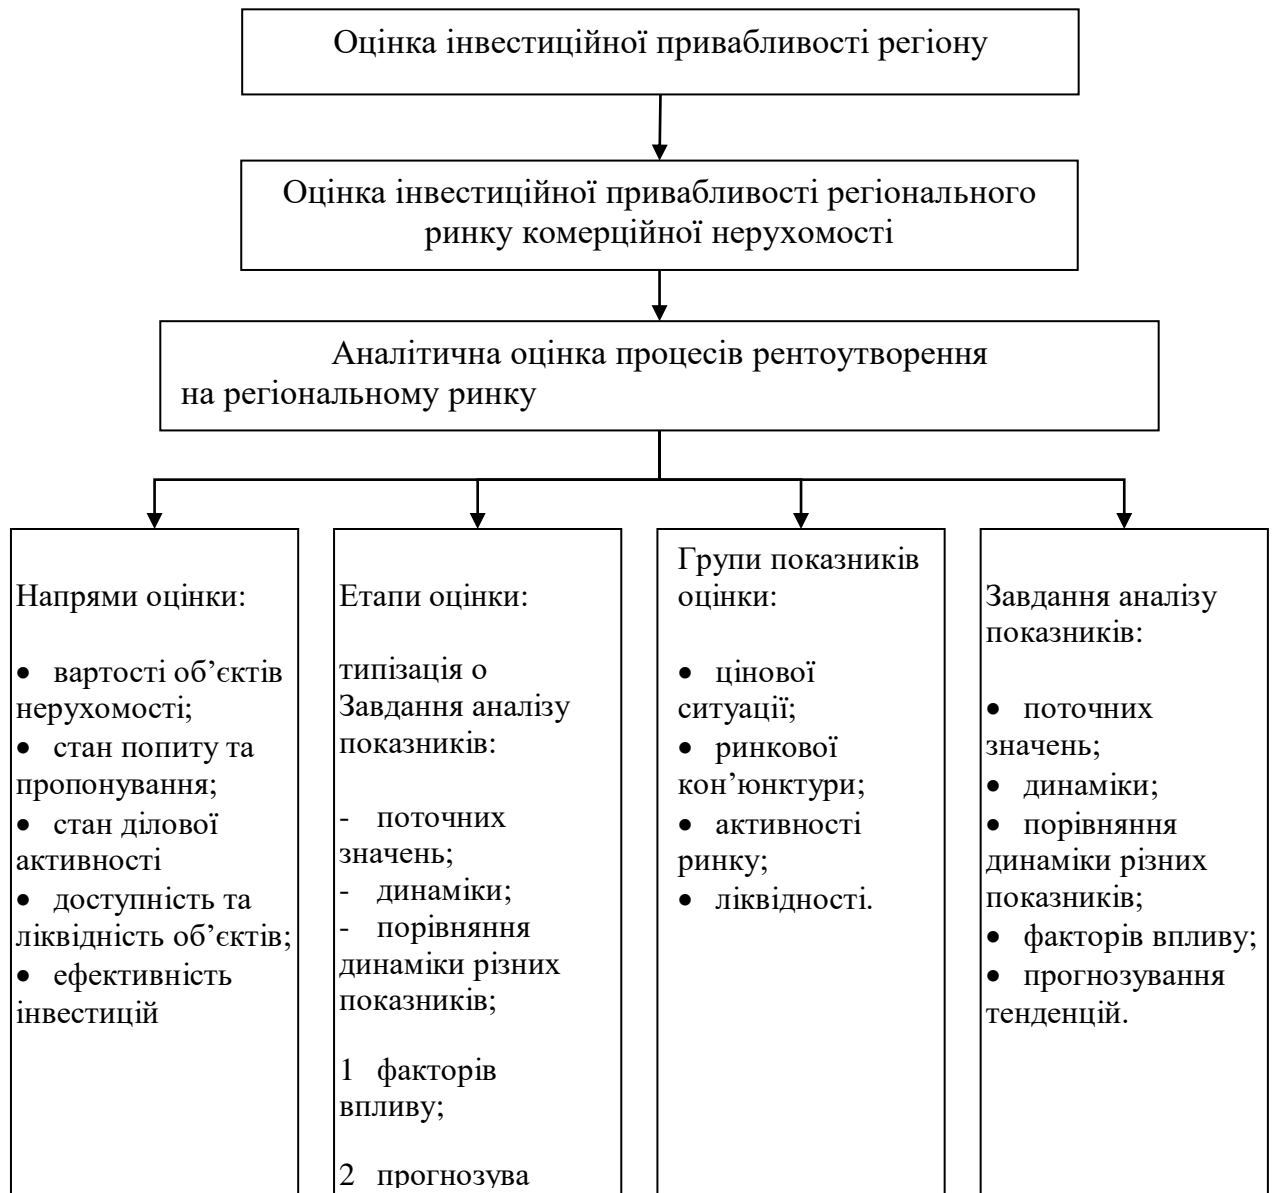 Оцінка інвестиційної привабливості регіону
Оцінка інвестиційної привабливості регіонального
ринку комерційної нерухомості
Аналітична оцінка процесів рентоутворення
на регіональному ринку
Напрями оцінки:
• вартості об’єктів
нерухомості;
• стан попиту та
пропонування;
• стан ділової
активності
• доступність та
ліквідність об’єктів;
• ефективність
інвестицій
Етапи оцінки:
типізація о
Завдання аналізу
показників:
- поточних
значень;
- динаміки;
- порівняння
динаміки різних
показників;
1 факторів
впливу;
2 прогнозува
Групи показників
оцінки:
• цінової
ситуації;
• ринкової
кон’юнктури;
• активності
ринку;
• ліквідності.
Завдання аналізу
показників:
• поточних
значень;
• динаміки;
• порівняння
динаміки різних
показників;
• факторів впливу;
• прогнозування
тенденцій.